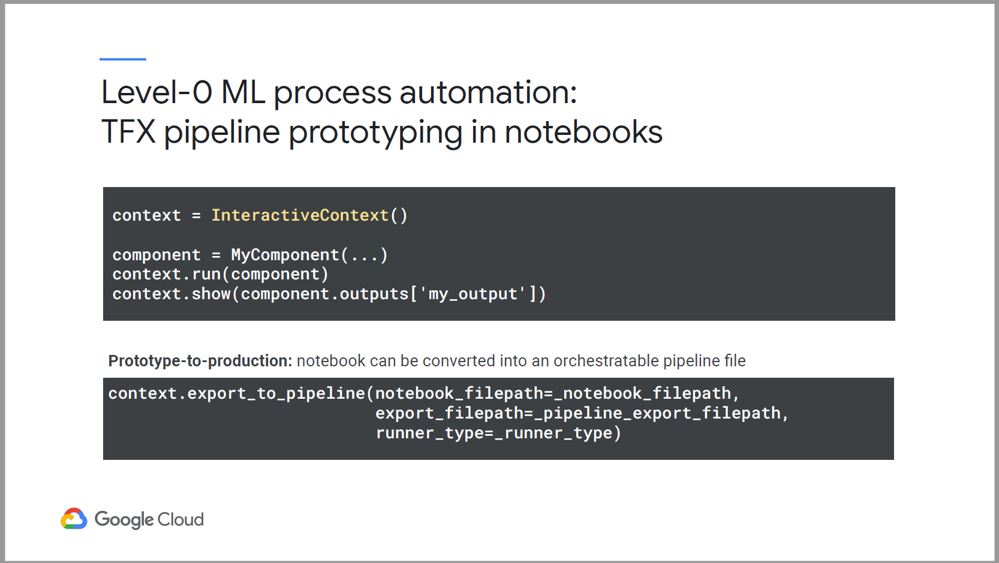 Level-0 ML process automation:
TFX pipeline prototyping in notebooks
context = InteractiveContext()
component = MyComponent(...)
context.run(component)
context.show(component.outputs['my_output'])
Prototype-to-production: notebook can be converted into an orchestratable pipeline file
context.export_to_pipeline(notebook_filepath=_notebook_filepath,
export_filepath=_pipeline_export_filepath,
runner_type=_runner_type)
Google Cloud